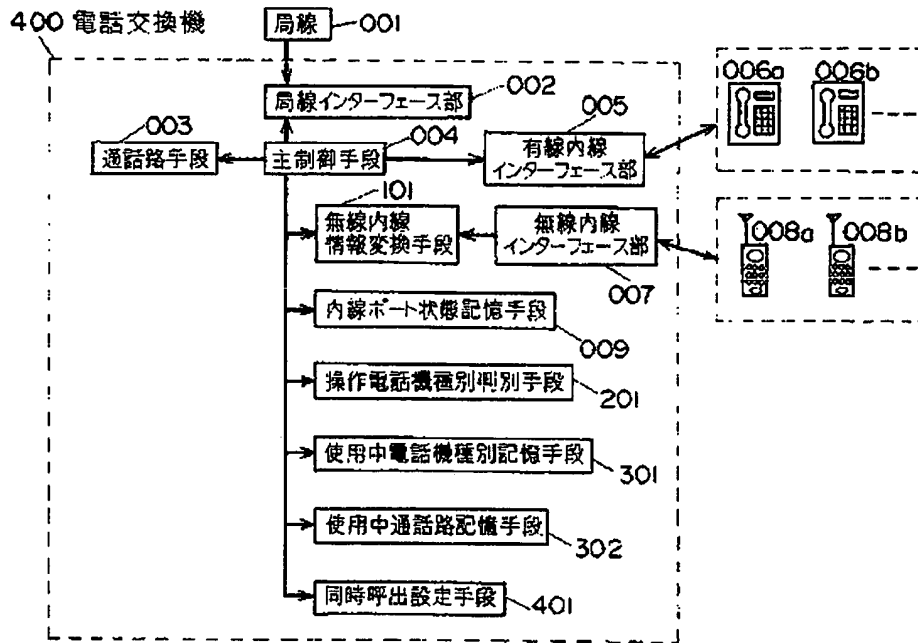 400 電話交換機
局線
001
局線インターフェース部
002
003
通話路手段
主制御手段
004
005
有線内線
インターフェース部
006a
006b
101
無線内線
情報変換手段
無線内線
インターフェース部
007
008a
008b
内線ポート状態記憶手段
009
操作電話機種別判別手段
201
使用中電話機種別記憶手段
301
使用中通話路記憶手段
302
同時呼出設定手段
401